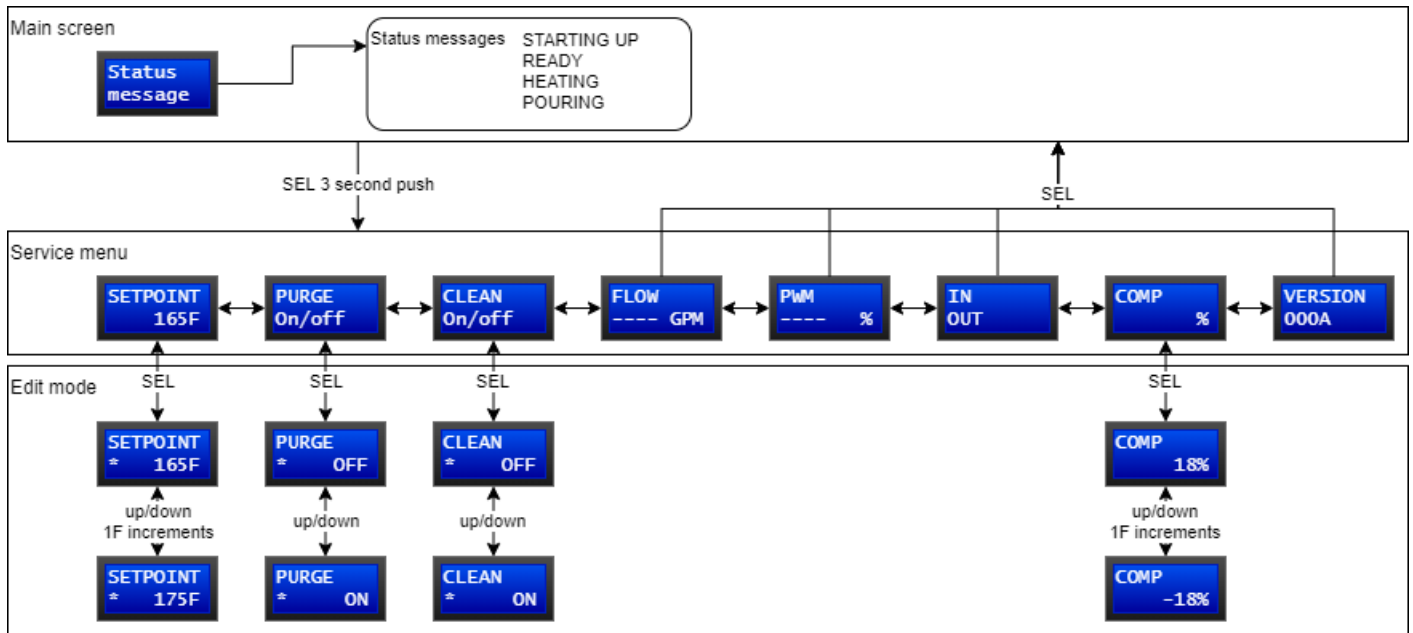 Main screen
Status
message
Status messages
STARTING UP
READY
HEATING
POURING
SEL 3 second push
SEL
Service menu
SETPOINT
165F
PURGE
On/off
CLEAN
On/off
FLOW
---- GPM
PWM
---- %
IN
OUT
COMP
%
VERSION
000A
Edit mode
SEL
SEL
SEL
SEL
SETPOINT
* 165F
PURGE
* OFF
CLEAN
* OFF
COMP
18%
up/down
1F increments
up/down
up/down
up/down
1F increments
SETPOINT
* 175F
PURGE
* ON
CLEAN
* ON
COMP
-18%